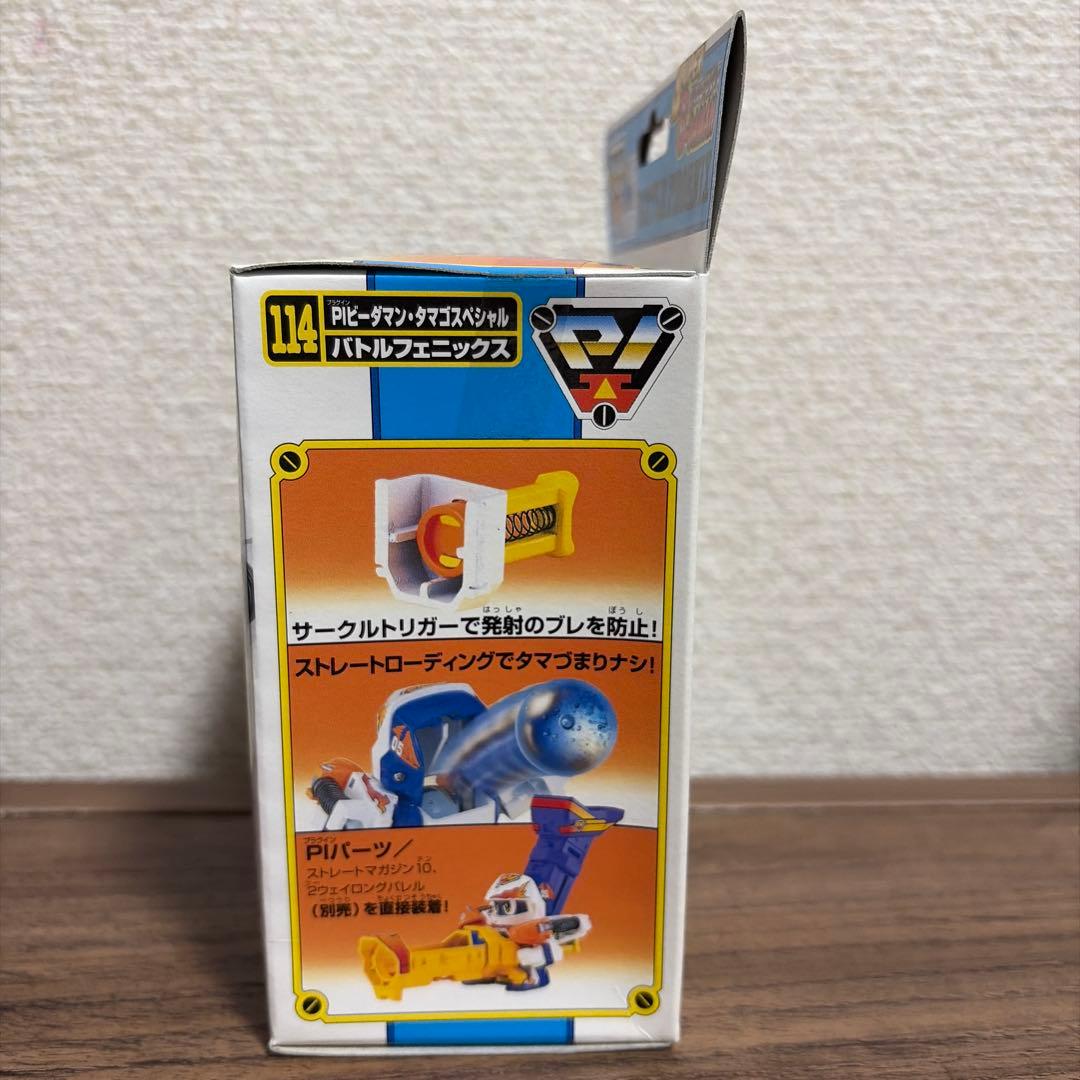 114
プラグイン
PIビーダマン・タマゴスペシャル
バトルフェニックス
PI
はっしゃ ぼうし
サークルトリガーで発射のブレを防止!
ストレートローディングでタマづまりナシ!
05
プラグイン
PIパーツ/
テン
ストレートマガジン10、
2ウェイロングバレル
(別売)を直接装着!